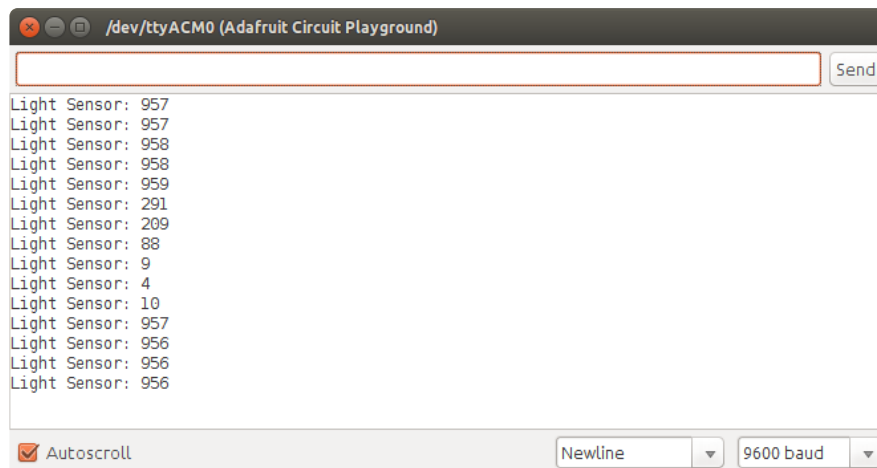 /dev/ttyACM0 (Adafruit Circuit Playground)
Send
Light Sensor: 957
Light Sensor: 957
Light Sensor: 958
Light Sensor: 958
Light Sensor: 959
Light Sensor: 291
Light Sensor: 209
Light Sensor: 88
Light Sensor: 9
Light Sensor: 4
Light Sensor: 10
Light Sensor: 957
Light Sensor: 956
Light Sensor: 956
Light Sensor: 956
Autoscroll Newline 9600 baud